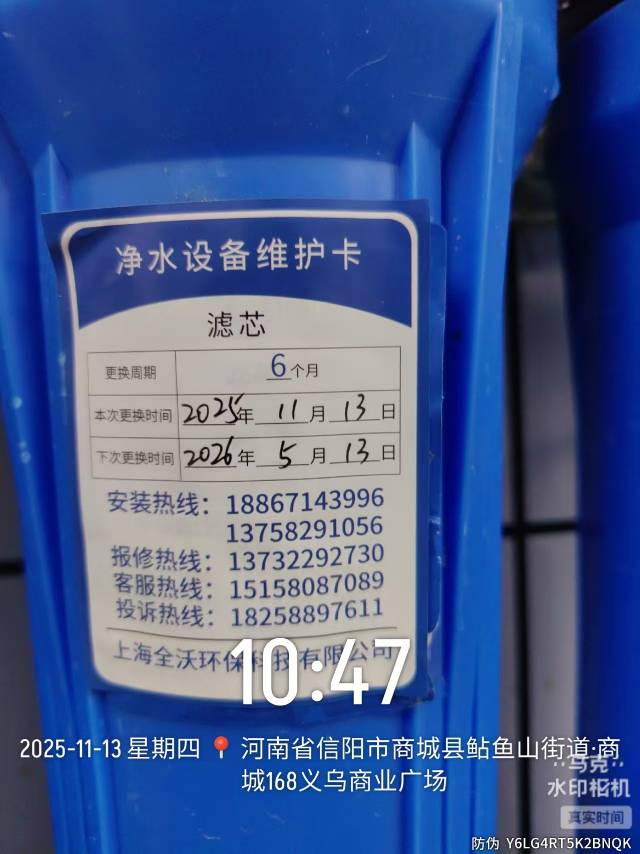 净水设备维护卡
滤芯
更换周期 6个月
本次更换时间 2025年 11月 13日
下次更换时间 2026年 5月 13日
安装热线：18867143996
13758291056
报修热线：13732292730
客服热线：15158087089
投诉热线：18258897611
上海全沃环保科技有限公司
10:47
2025-11-13 星期四 河南省信阳市商城县鲇鱼山街道·商
城168义乌商业广场
马克
水印相机
真实时间
防伪 Y6LG4RT5K2BNQK